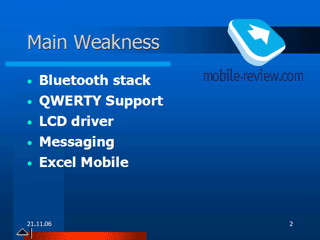 Main Weakness
mobile-review.com
Bluetooth stack
QWERTY Support
LCD driver
Messaging
Excel Mobile
21.11.06
2